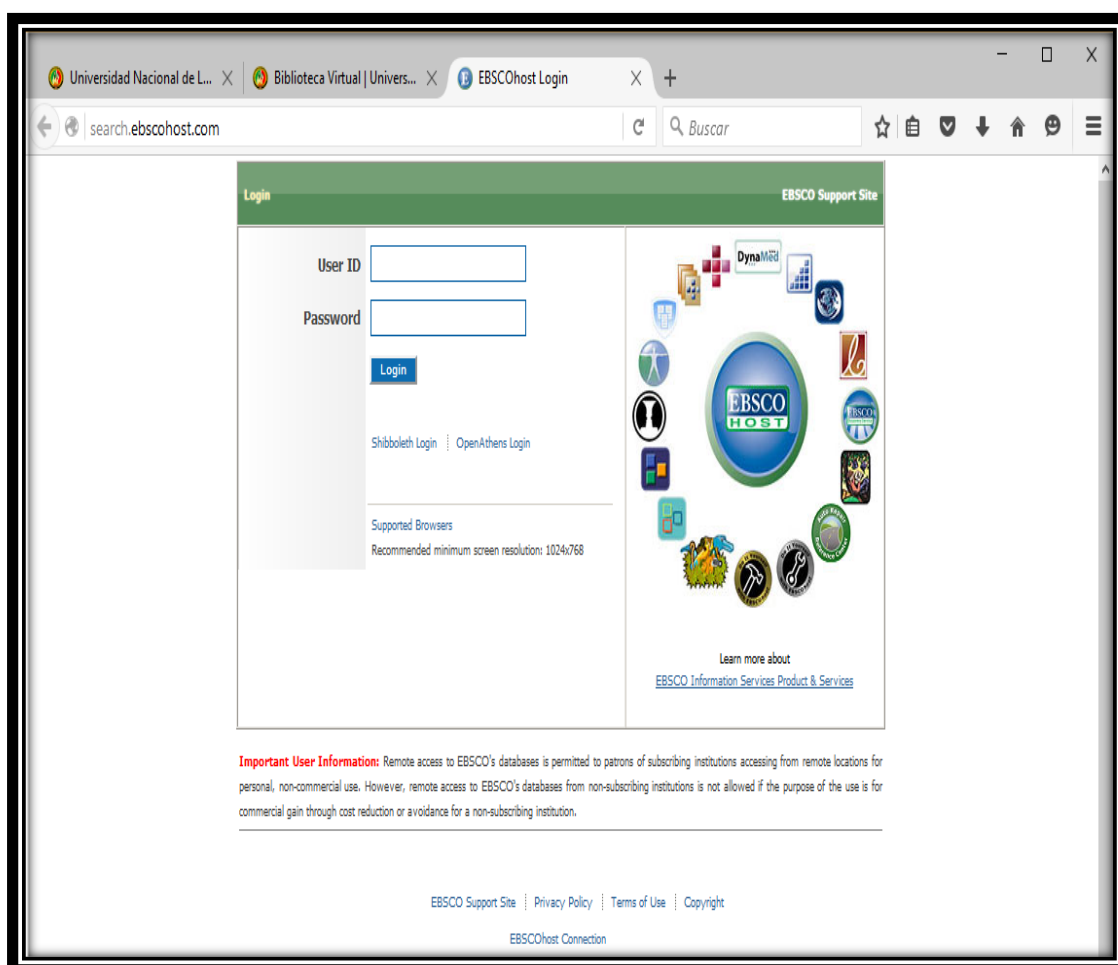 Universidad Nacional de L...
Biblioteca Virtual | Univers...
EBSCOhost Login
search.ebscohost.com
Buscar
Login
EBSCO Support Site
User ID
Password
Login
Shibboleth Login
OpenAthens Login
Supported Browsers
Recommended minimum screen resolution: 1024x768
DynaMed
EBSCO
HOST
EBSCO
Learn more about
EBSCO Information Services Product & Services
Important User Information: Remote access to EBSCO's databases is permitted to patrons of subscribing institutions accessing from remote locations for
personal, non-commercial use. However, remote access to EBSCO's databases from non-subscribing institutions is not allowed if the purpose of the use is for
commercial gain through cost reduction or avoidance for a non-subscribing institution.
EBSCO Support Site
Privacy Policy
Terms of Use
Copyright
EBSCOhost Connection